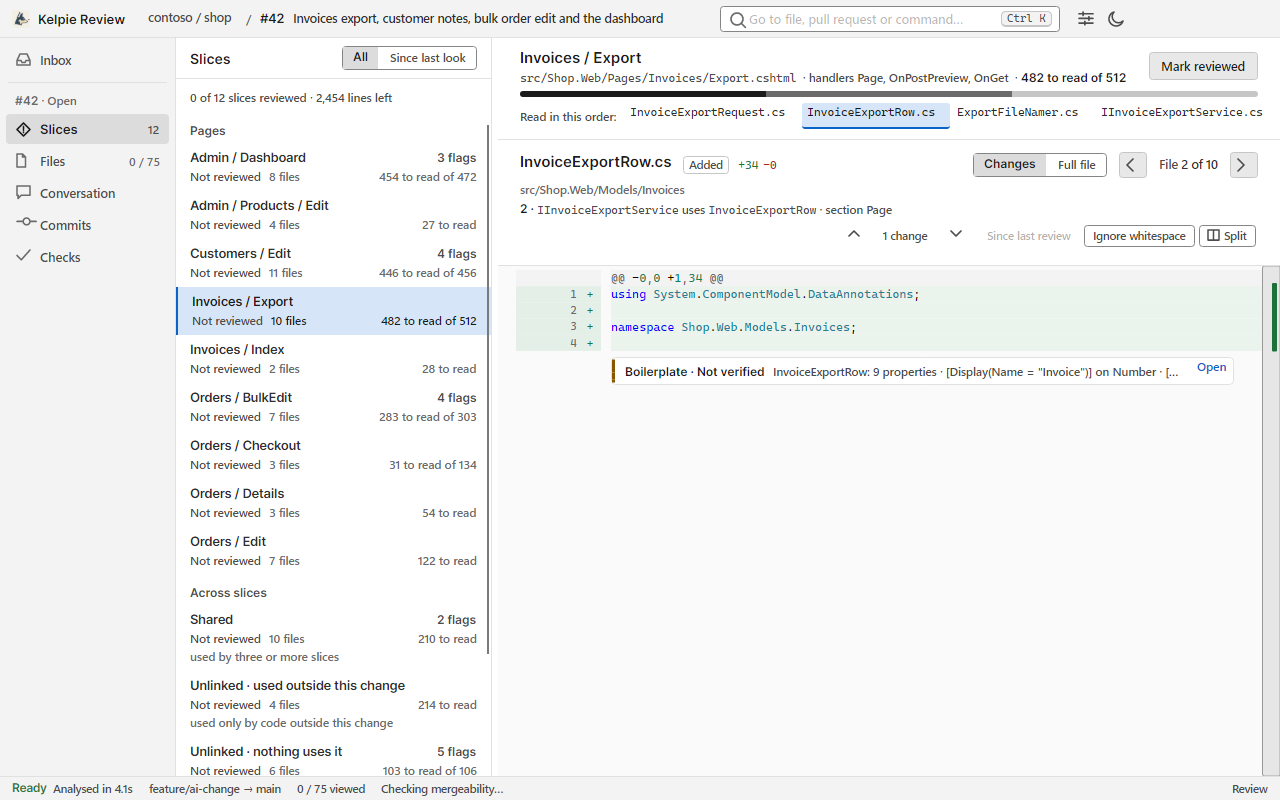 Kelpie Review contoso / shop / #42 Invoices export, customer notes, bulk order edit and the dashboard Go to file, pull request or command... Ctrl K
Inbox
#42 · Open
Slices 12
Files 0 / 75
Conversation
Commits
Checks
Slices All Since last look
0 of 12 slices reviewed · 2,454 lines left
Pages
Admin / Dashboard 3 flags
Not reviewed 8 files 454 to read of 472
Admin / Products / Edit
Not reviewed 4 files 27 to read
Customers / Edit 4 flags
Not reviewed 11 files 446 to read of 456
Invoices / Export
Not reviewed 10 files 482 to read of 512
Invoices / Index
Not reviewed 2 files 28 to read
Orders / BulkEdit 4 flags
Not reviewed 7 files 283 to read of 303
Orders / Checkout
Not reviewed 3 files 31 to read of 134
Orders / Details
Not reviewed 3 files 54 to read
Orders / Edit
Not reviewed 7 files 122 to read
Across slices
Shared 2 flags
Not reviewed 10 files 210 to read
used by three or more slices
Unlinked · used outside this change
Not reviewed 4 files 214 to read
used only by code outside this change
Unlinked · nothing uses it 5 flags
Not reviewed 6 files 103 to read of 106
Invoices / Export
src/Shop.Web/Pages/Invoices/Export.cshtml · handlers Page, OnPostPreview, OnGet · 482 to read of 512 Mark reviewed
Read in this order: InvoiceExportRequest.cs InvoiceExportRow.cs ExportFileNamer.cs IInvoiceExportService.cs
InvoiceExportRow.cs Added +34 −0 Changes Full file File 2 of 10
src/Shop.Web/Models/Invoices
2 · IInvoiceExportService uses InvoiceExportRow · section Page
1 change Since last review Ignore whitespace Split
@@ −0,0 +1,34 @@
1 + using System.ComponentModel.DataAnnotations;
2 +
3 + namespace Shop.Web.Models.Invoices;
4 +
Boilerplate · Not verified InvoiceExportRow: 9 properties · [Display(Name = "Invoice")] on Number · [... Open
Ready Analysed in 4.1s feature/ai-change → main 0 / 75 viewed Checking mergeability... Review